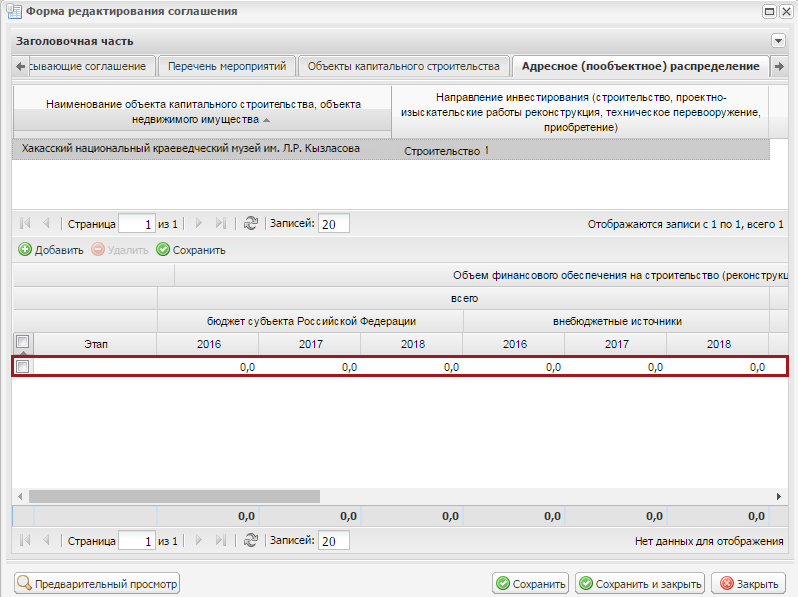 Форма редактирования соглашения
Заголовочная часть
сывающие соглашение Перечень мероприятий Объекты капитального строительства Адресное (пообъектное) распределение
Наименование объекта капитального строительства, объекта недвижимого имущества
Направление инвестирования (строительство, проектно-
изыскательские работы реконструкция, техническое перевооружение,
приобретение)
Хакасский национальный краеведческий музей им. Л.Р. Кызласова Строительство 1
Страница 1 из 1 Записей: 20 Отображаются записи с 1 по 1, всего 1
Добавить Удалить Сохранить
Объем финансового обеспечения на строительство (реконструкц
всего
бюджет субъекта Российской Федерации внебюджетные источники
Этап 2016 2017 2018 2016 2017 2018
0,0 0,0 0,0 0,0 0,0 0,0
0,0 0,0 0,0 0,0 0,0 0,0
Страница 1 из 1 Записей: 20 Нет данных для отображения
Предварительный просмотр Сохранить Сохранить и закрыть Закрыть